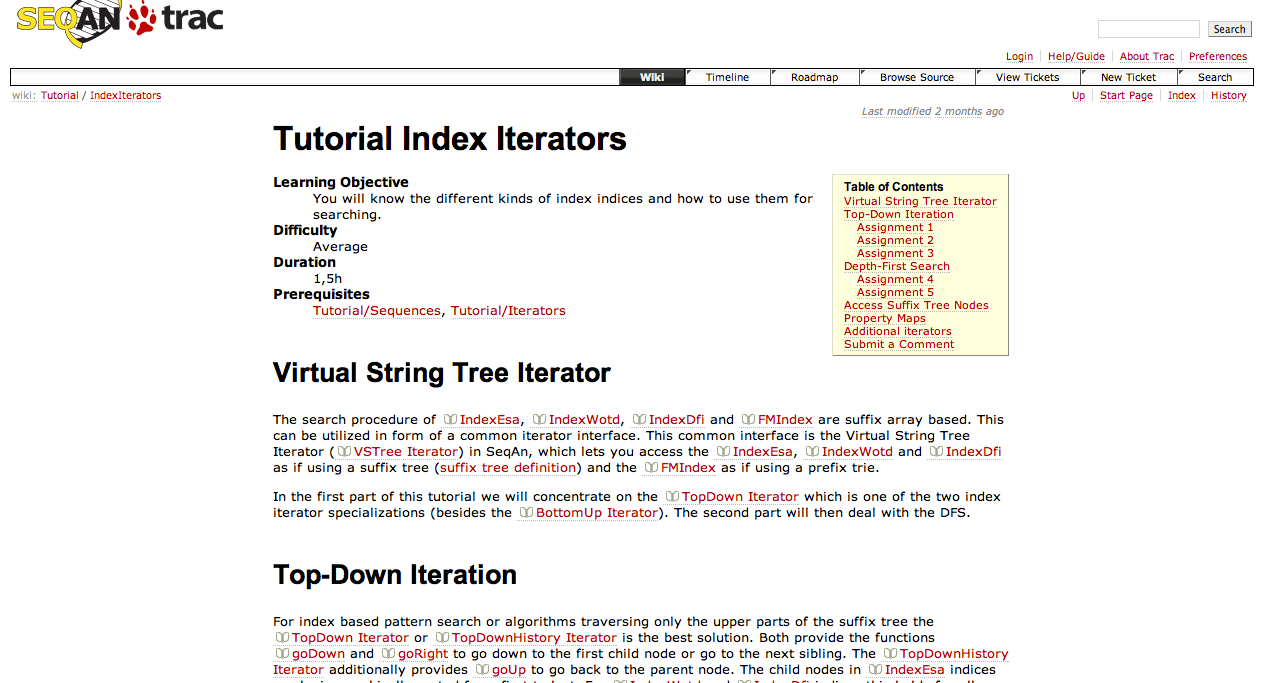 SEQAN trac
Search
Login Help/Guide About Trac Preferences
Wiki Timeline Roadmap Browse Source View Tickets New Ticket Search
wiki: Tutorial / IndexIterators
Up Start Page Index History
Last modified 2 months ago
Tutorial Index Iterators
Learning Objective
You will know the different kinds of index indices and how to use them for
searching.
Difficulty
Average
Duration
1,5h
Prerequisites
Tutorial/Sequences, Tutorial/Iterators
Table of Contents
Virtual String Tree Iterator
Top-Down Iteration
Assignment 1
Assignment 2
Assignment 3
Depth-First Search
Assignment 4
Assignment 5
Access Suffix Tree Nodes
Property Maps
Additional iterators
Submit a Comment
Virtual String Tree Iterator
The search procedure of IndexEsa, IndexWotd, IndexDfi and FMIndex are suffix array based. This
can be utilized in form of a common iterator interface. This common interface is the Virtual String Tree
Iterator ( VSTree Iterator) in SeqAn, which lets you access the IndexEsa, IndexWotd and IndexDfi
as if using a suffix tree (suffix tree definition) and the FMIndex as if using a prefix trie.
In the first part of this tutorial we will concentrate on the TopDown Iterator which is one of the two index
iterator specializations (besides the BottomUp Iterator). The second part will then deal with the DFS.
Top-Down Iteration
For index based pattern search or algorithms traversing only the upper parts of the suffix tree the
TopDown Iterator or TopDownHistory Iterator is the best solution. Both provide the functions
goDown and goRight to go down to the first child node or go to the next sibling. The TopDownHistory
Iterator additionally provides goUp to go back to the parent node. The child nodes in IndexEsa indices